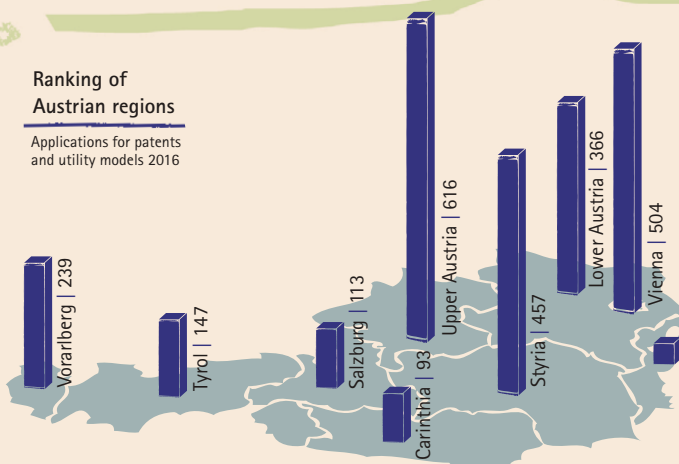 Ranking of
Austrian regions
Applications for patents
and utility models 2016
Vorarlberg | 239
Tyrol | 147
Salzburg | 113
Carinthia | 93
Upper Austria | 616
Styria | 457
Lower Austria | 366
Vienna | 504